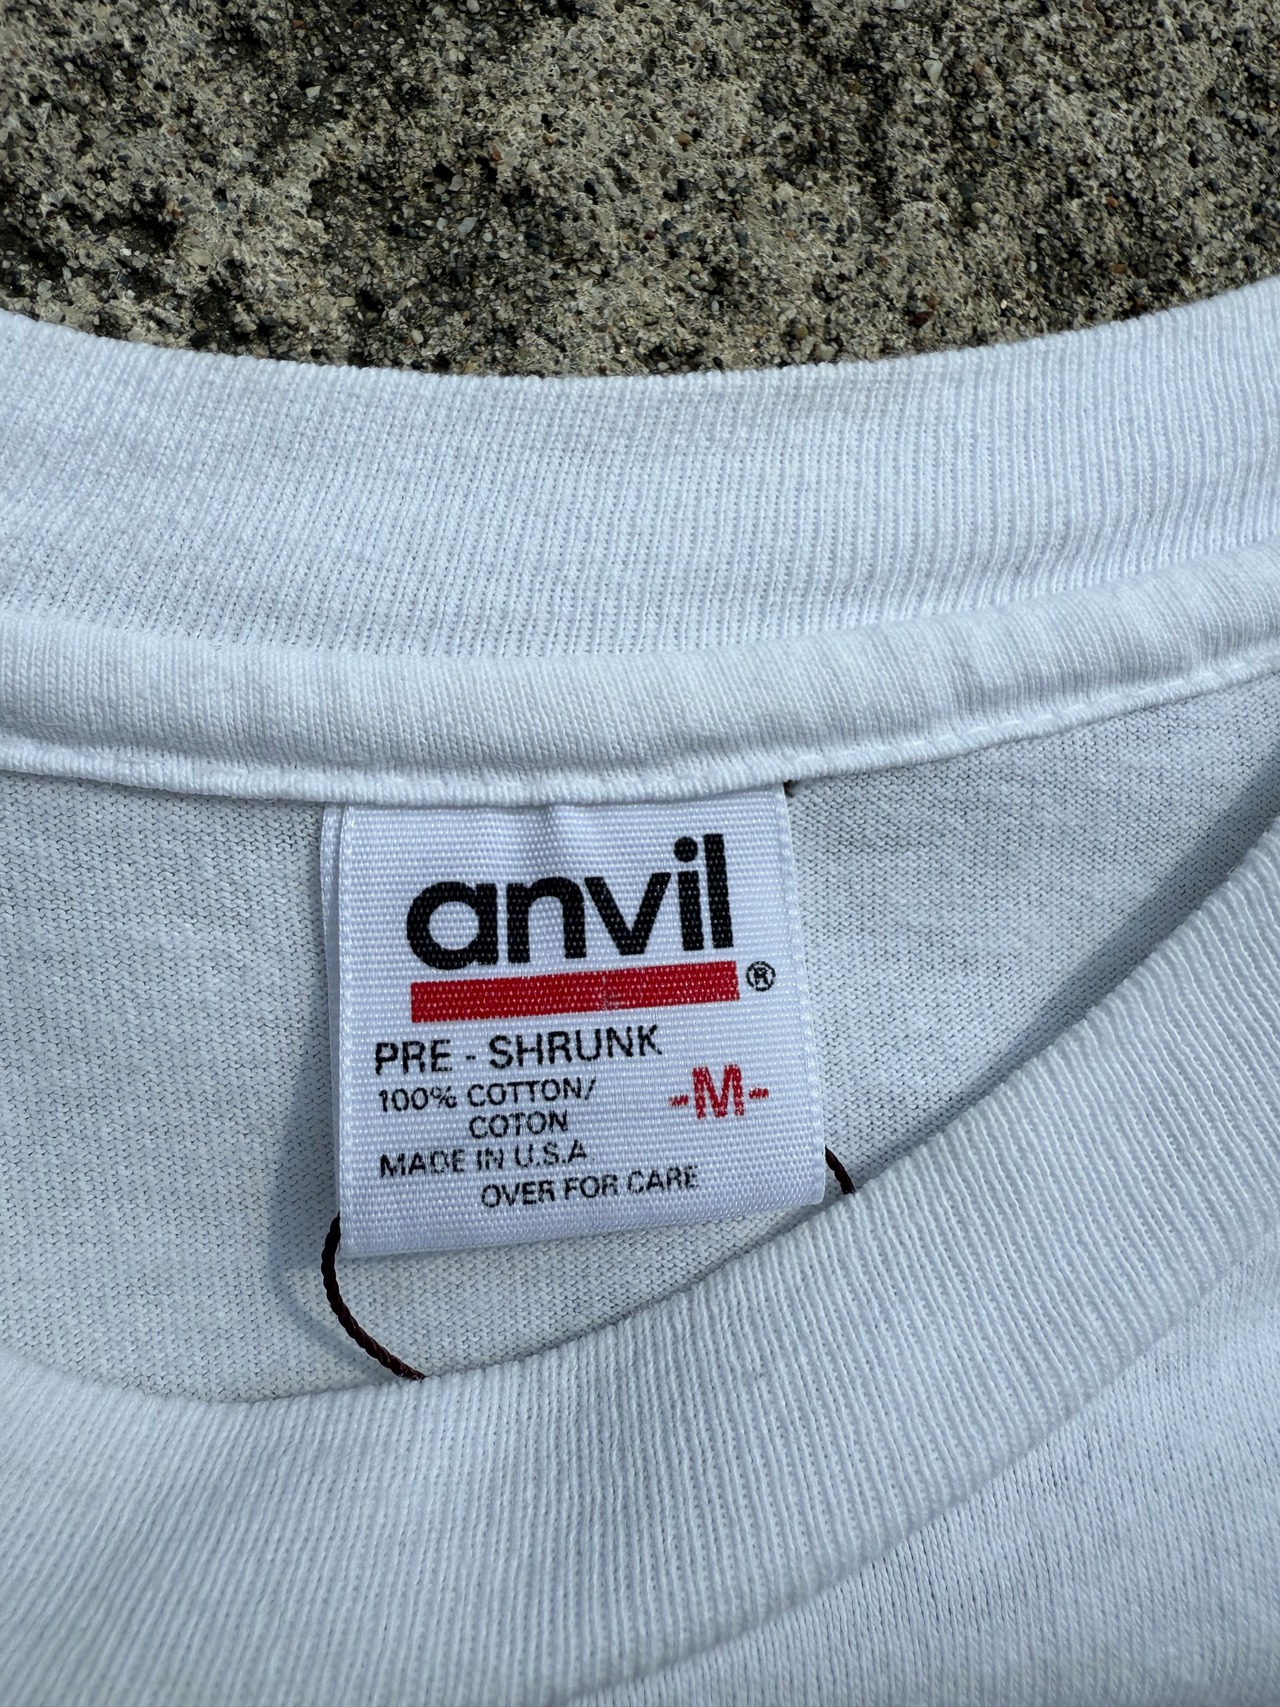 anvil®
PRE - SHRUNK
100% COTTON/
COTON
-M-
MADE IN U.S.A
OVER FOR CARE